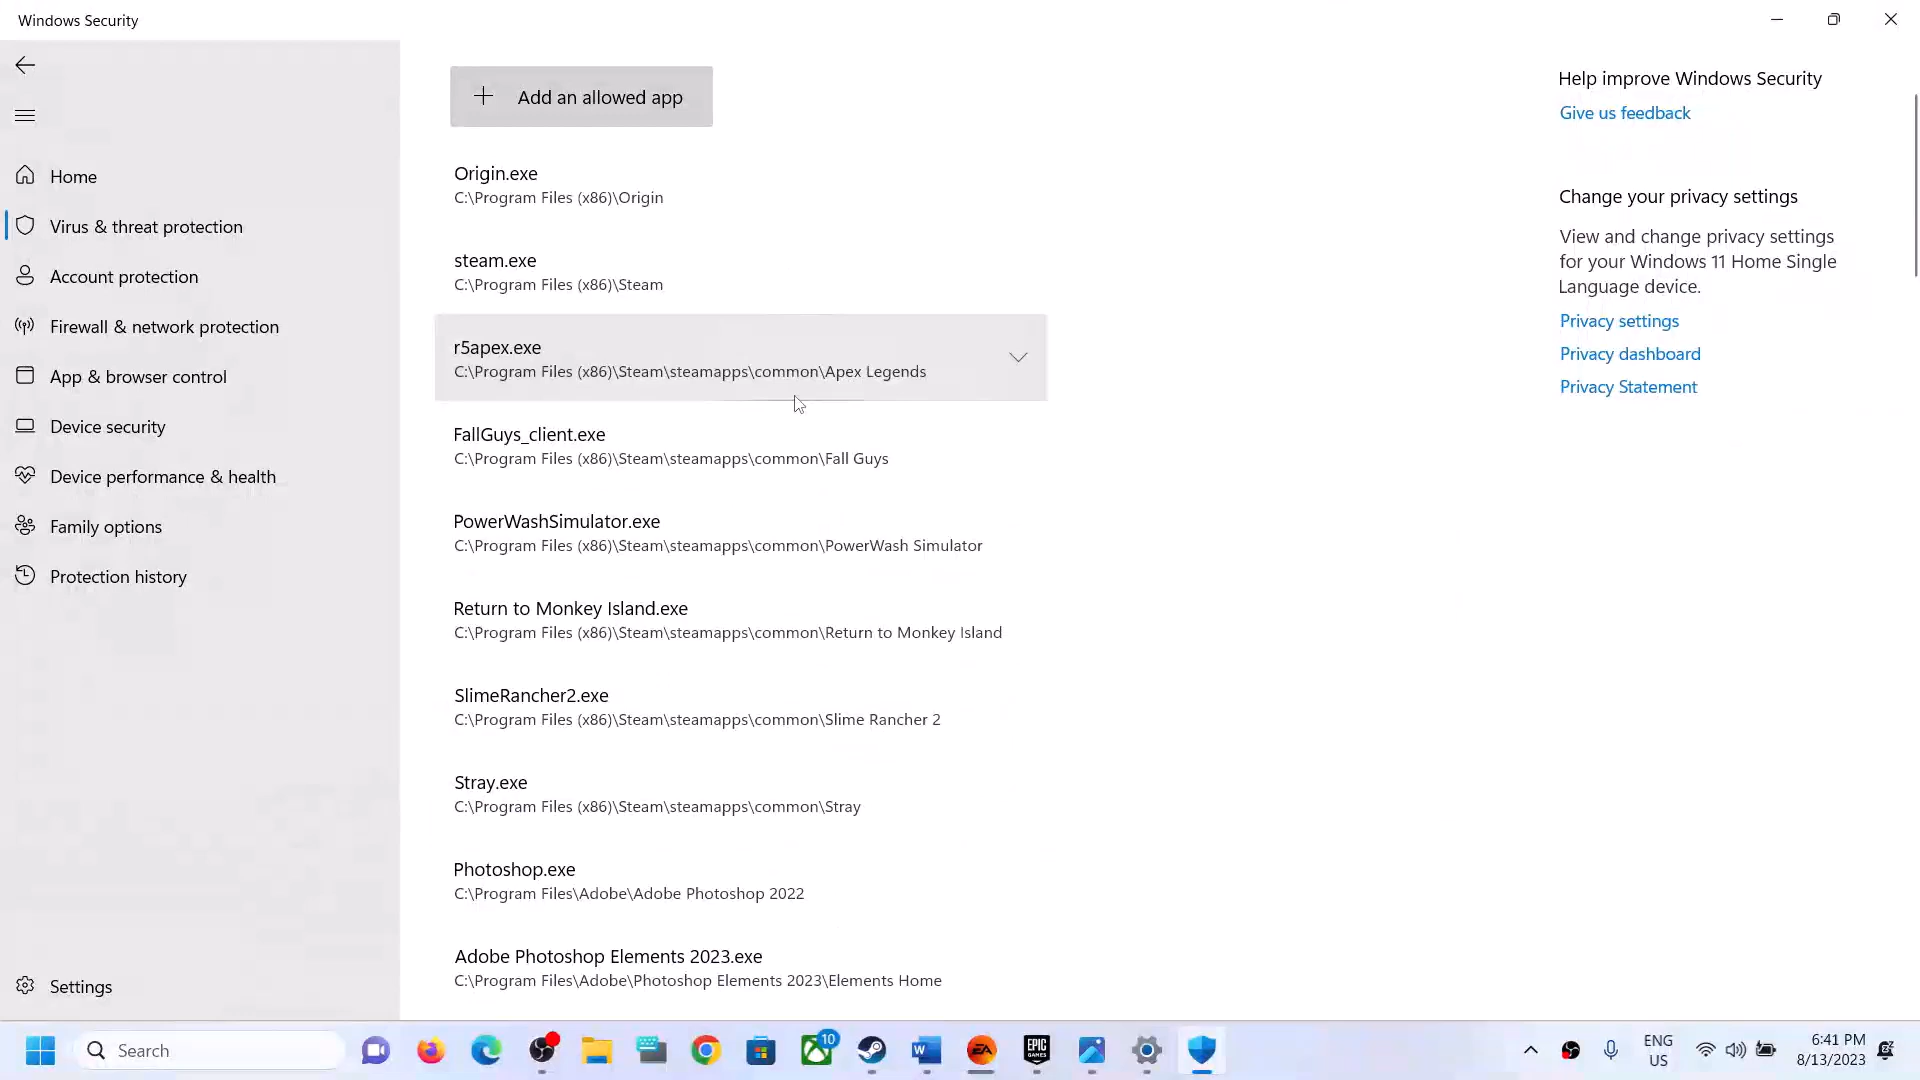 Windows Security
Add an allowed app
Home
Virus & threat protection
Account protection
Firewall & network protection
App & browser control
Device security
Device performance & health
Family options
Protection history
Settings
Origin.exe
C:\Program Files (x86)\Origin
steam.exe
C:\Program Files (x86)\Steam
r5apex.exe
C:\Program Files (x86)\Steam\steamapps\common\Apex Legends
FallGuys_client.exe
C:\Program Files (x86)\Steam\steamapps\common\Fall Guys
PowerWashSimulator.exe
C:\Program Files (x86)\Steam\steamapps\common\PowerWash Simulator
Return to Monkey Island.exe
C:\Program Files (x86)\Steam\steamapps\common\Return to Monkey Island
SlimeRancher2.exe
C:\Program Files (x86)\Steam\steamapps\common\Slime Rancher 2
Stray.exe
C:\Program Files (x86)\Steam\steamapps\common\Stray
Photoshop.exe
C:\Program Files\Adobe\Adobe Photoshop 2022
Adobe Photoshop Elements 2023.exe
C:\Program Files\Adobe\Photoshop Elements 2023\Elements Home
Help improve Windows Security
Give us feedback
Change your privacy settings
View and change privacy settings
for your Windows 11 Home Single
Language device.
Privacy settings
Privacy dashboard
Privacy Statement
Search
10
W
EA
EPIC
GAMES
ENG
US
6:41 PM
8/13/2023